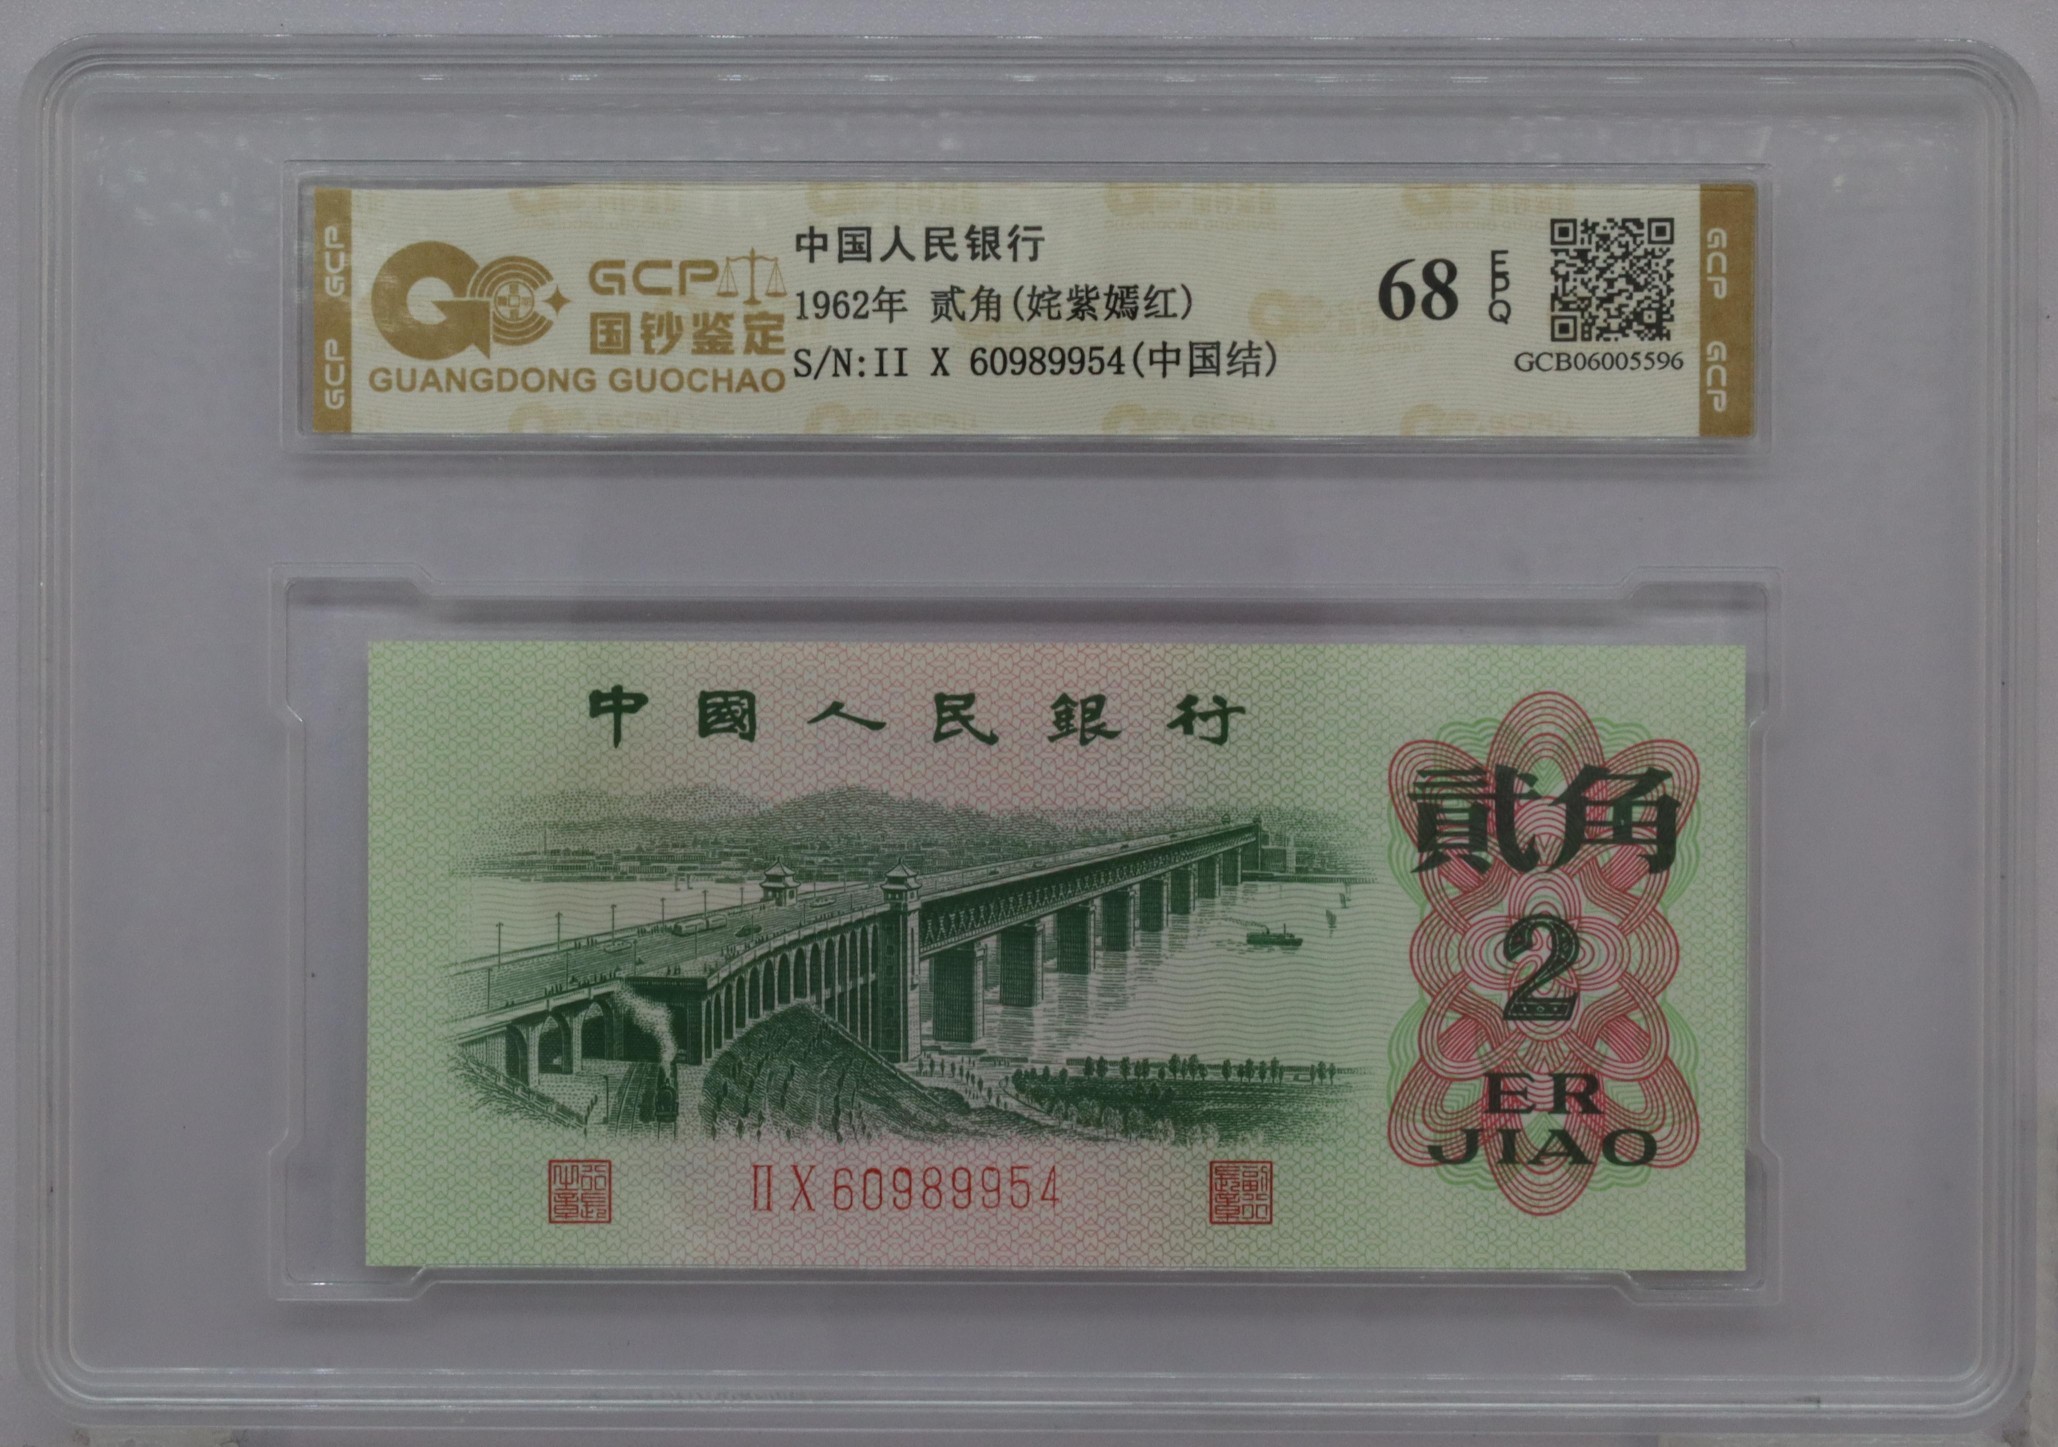 GCP
GCP
GCP
国钞鉴定
GUANGDONG GUOCHAO
中国人民银行
1962年 贰角(姹紫嫣红)
S/N:II X 60989954(中国结)
68
EPQ
GCB06005596
GCP
GCP
中國人民銀行
貳角
2
ER
JIAO
II X 60989954